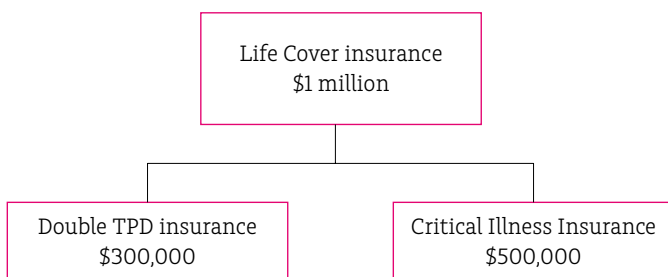 Life Cover insurance
$1 million
Double TPD insurance
$300,000
Critical Illness Insurance
$500,000